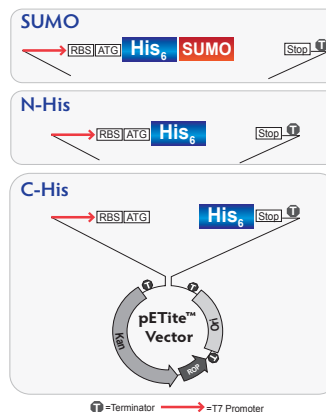 SUMO
RBS ATG His6 SUMO Stop T
N-His
RBS ATG His6 Stop T
C-His
RBS ATG His6 Stop T
T T
pETite™
Vector
Kan Ori
ROP T
T =Terminator =T7 Promoter